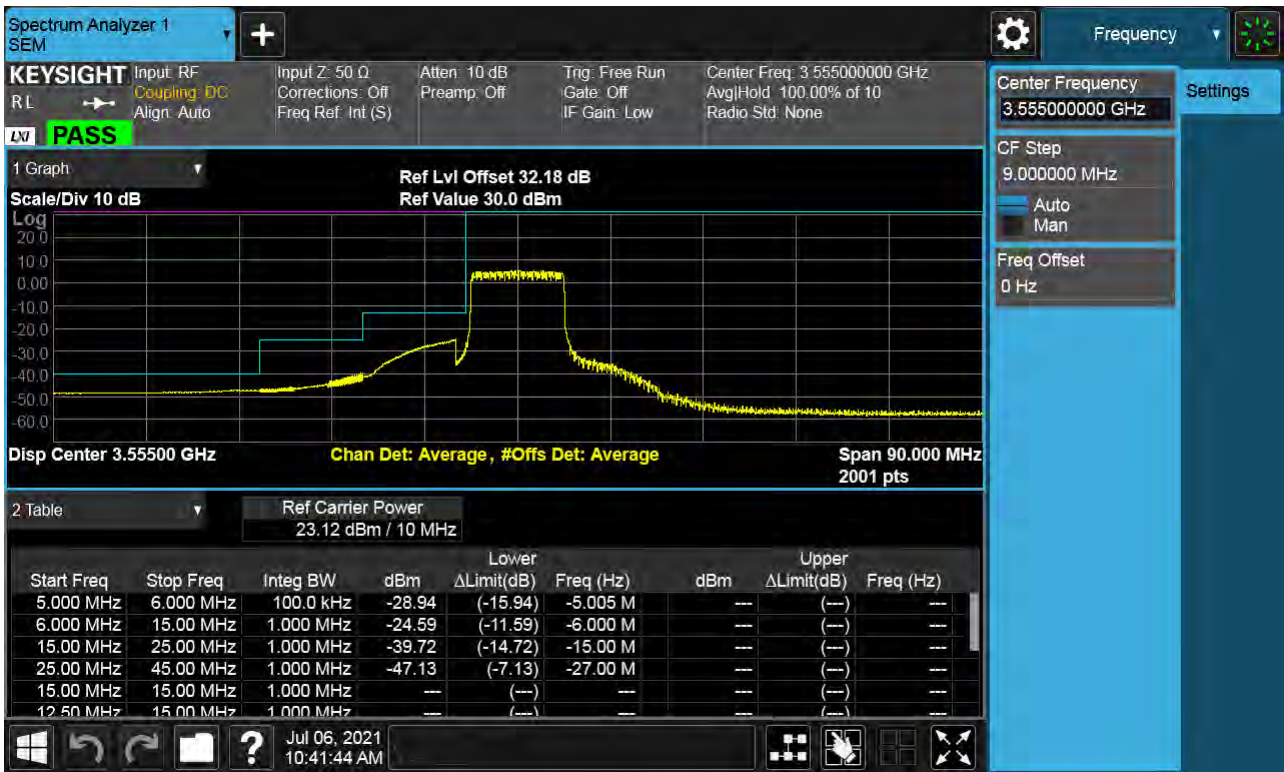 Spectrum Analyzer 1
SEM
+
Frequency
KEYSIGHT
RL
LXI
PASS
Input: RF
Coupling: DC
Align: Auto
Input Z: 50 Ω
Corrections: Off
Freq Ref: Int (S)
Atten: 10 dB
Preamp: Off
Trig: Free Run
Gate: Off
IF Gain: Low
Center Freq: 3.555000000 GHz
Avg|Hold: 100.00% of 10
Radio Std: None
Center Frequency
3.555000000 GHz
Settings
CF Step
9.000000 MHz
Auto
Man
Freq Offset
0 Hz
1 Graph
Scale/Div 10 dB
Ref Lvl Offset 32.18 dB
Ref Value 30.0 dBm
Log
20.0
10.0
0.00
-10.0
-20.0
-30.0
-40.0
-50.0
-60.0
Disp Center 3.55500 GHz
Chan Det: Average, #Offs Det: Average
Span 90.000 MHz
2001 pts
2 Table
Ref Carrier Power
23.12 dBm / 10 MHz
Lower Upper
Start Freq Stop Freq Integ BW dBm ΔLimit(dB) Freq (Hz) dBm ΔLimit(dB) Freq (Hz)
5.000 MHz 6.000 MHz 100.0 kHz -28.94 (-15.94) -5.005 M --- (---) ---
6.000 MHz 15.00 MHz 1.000 MHz -24.59 (-11.59) -6.000 M --- (---) ---
15.00 MHz 25.00 MHz 1.000 MHz -39.72 (-14.72) -15.00 M --- (---) ---
25.00 MHz 45.00 MHz 1.000 MHz -47.13 (-7.13) -27.00 M --- (---) ---
15.00 MHz 15.00 MHz 1.000 MHz --- (---) --- --- (---) ---
12.50 MHz 15.00 MHz 1.000 MHz --- (---) --- --- (---) ---
?
Jul 06, 2021
10:41:44 AM